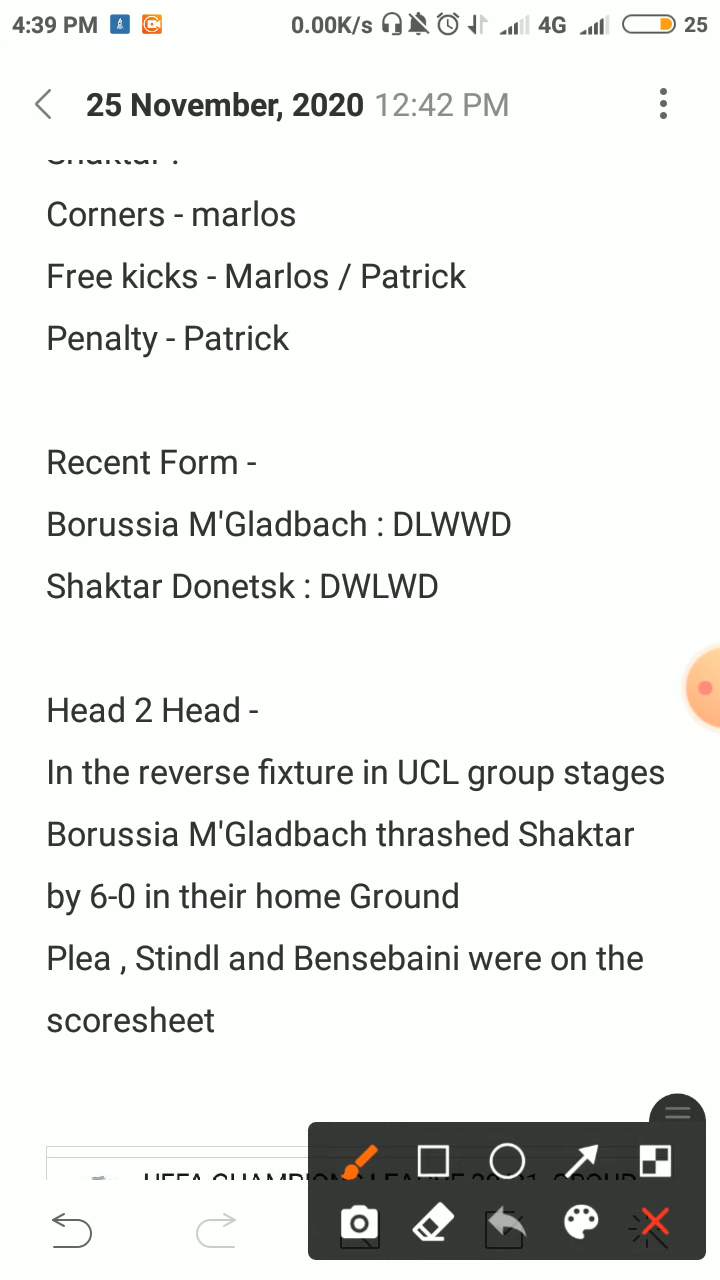 4:39 PM 0.00K/s 4G 25
25 November, 2020 12:42 PM
Corners - marlos
Free kicks - Marlos / Patrick
Penalty - Patrick
Recent Form -
Borussia M'Gladbach : DLWWD
Shaktar Donetsk : DWLWD
Head 2 Head -
In the reverse fixture in UCL group stages
Borussia M'Gladbach thrashed Shaktar
by 6-0 in their home Ground
Plea , Stindl and Bensebaini were on the
scoresheet